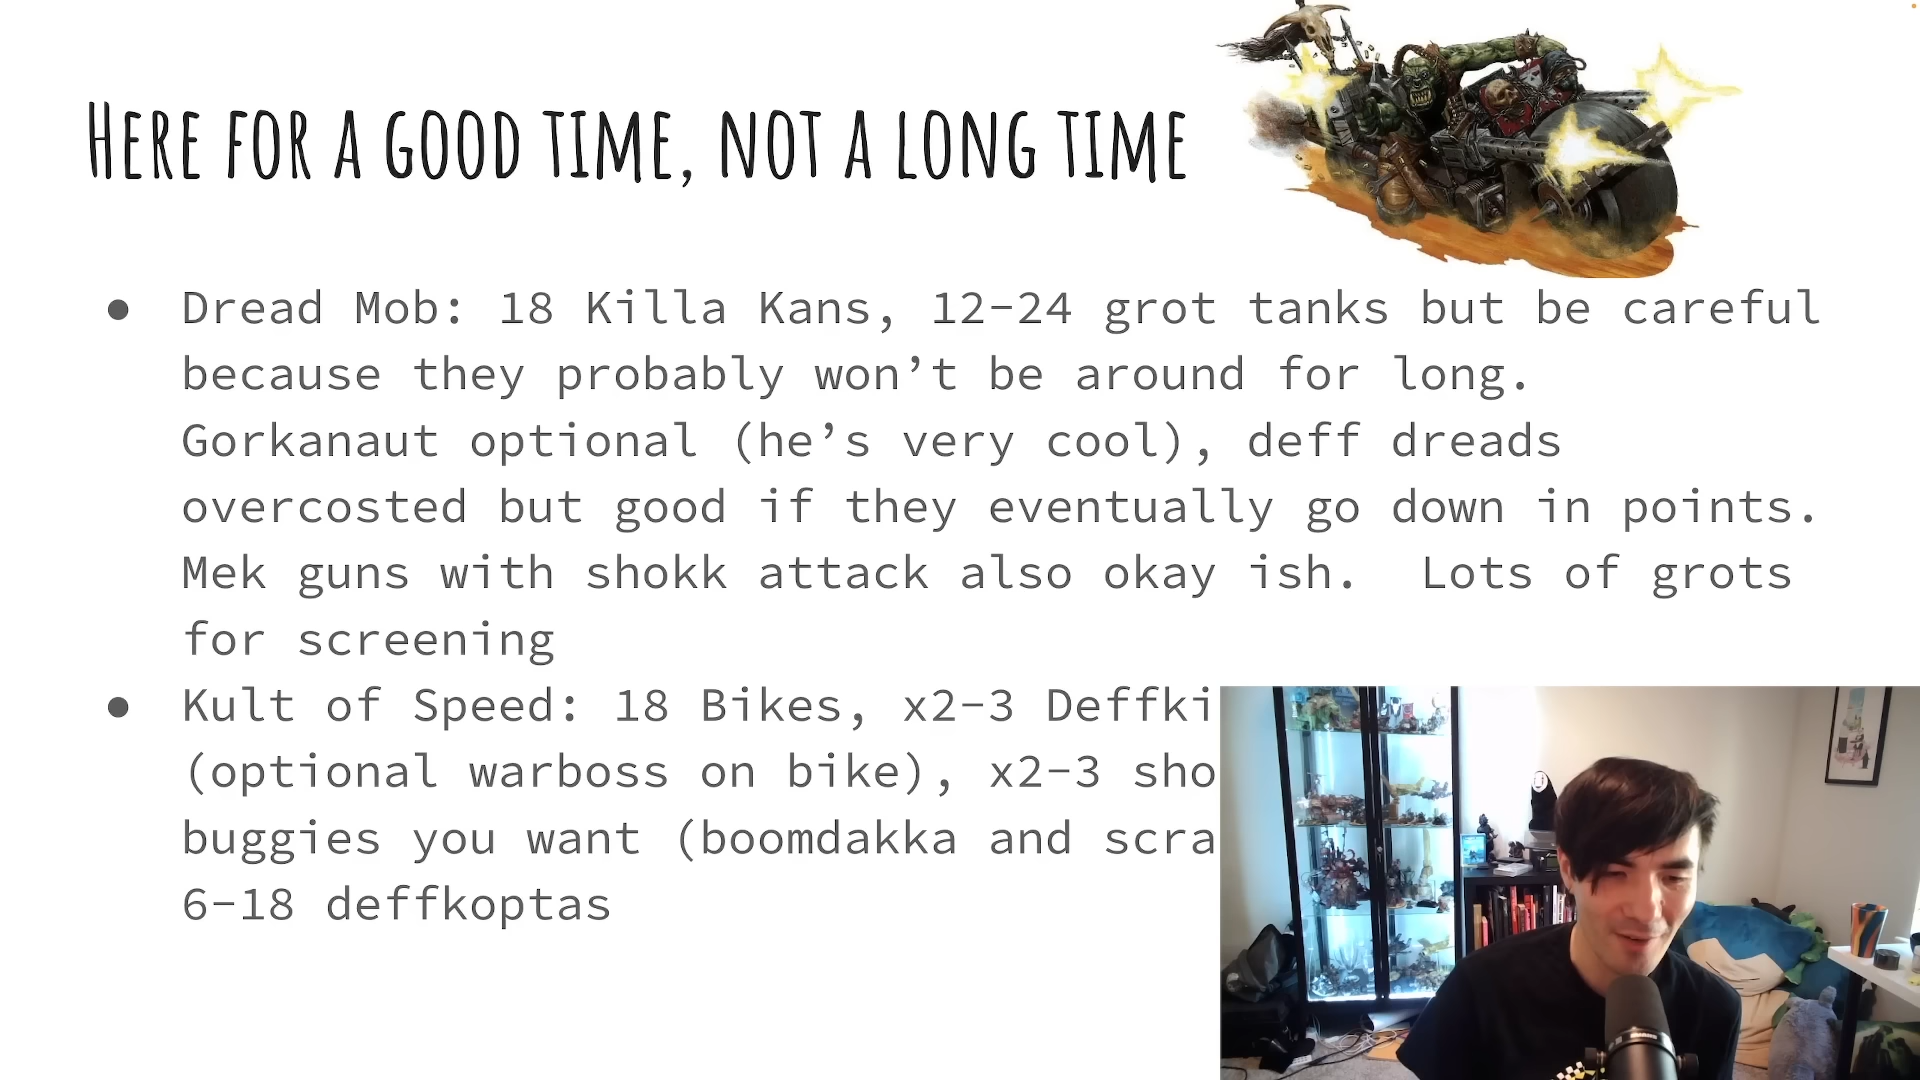 Here for a good time, not a long time
Dread Mob: 18 Killa Kans, 12-24 grot tanks but be careful
because they probably won’t be around for long.
Gorkanaut optional (he’s very cool), deff dreads
overcosted but good if they eventually go down in points.
Mek guns with shokk attack also okay ish.  Lots of grots
for screening
Kult of Speed: 18 Bikes, x2-3
(optional warboss on bike), x2-3
buggies you want (boomdakka and
6-18 deffkoptas